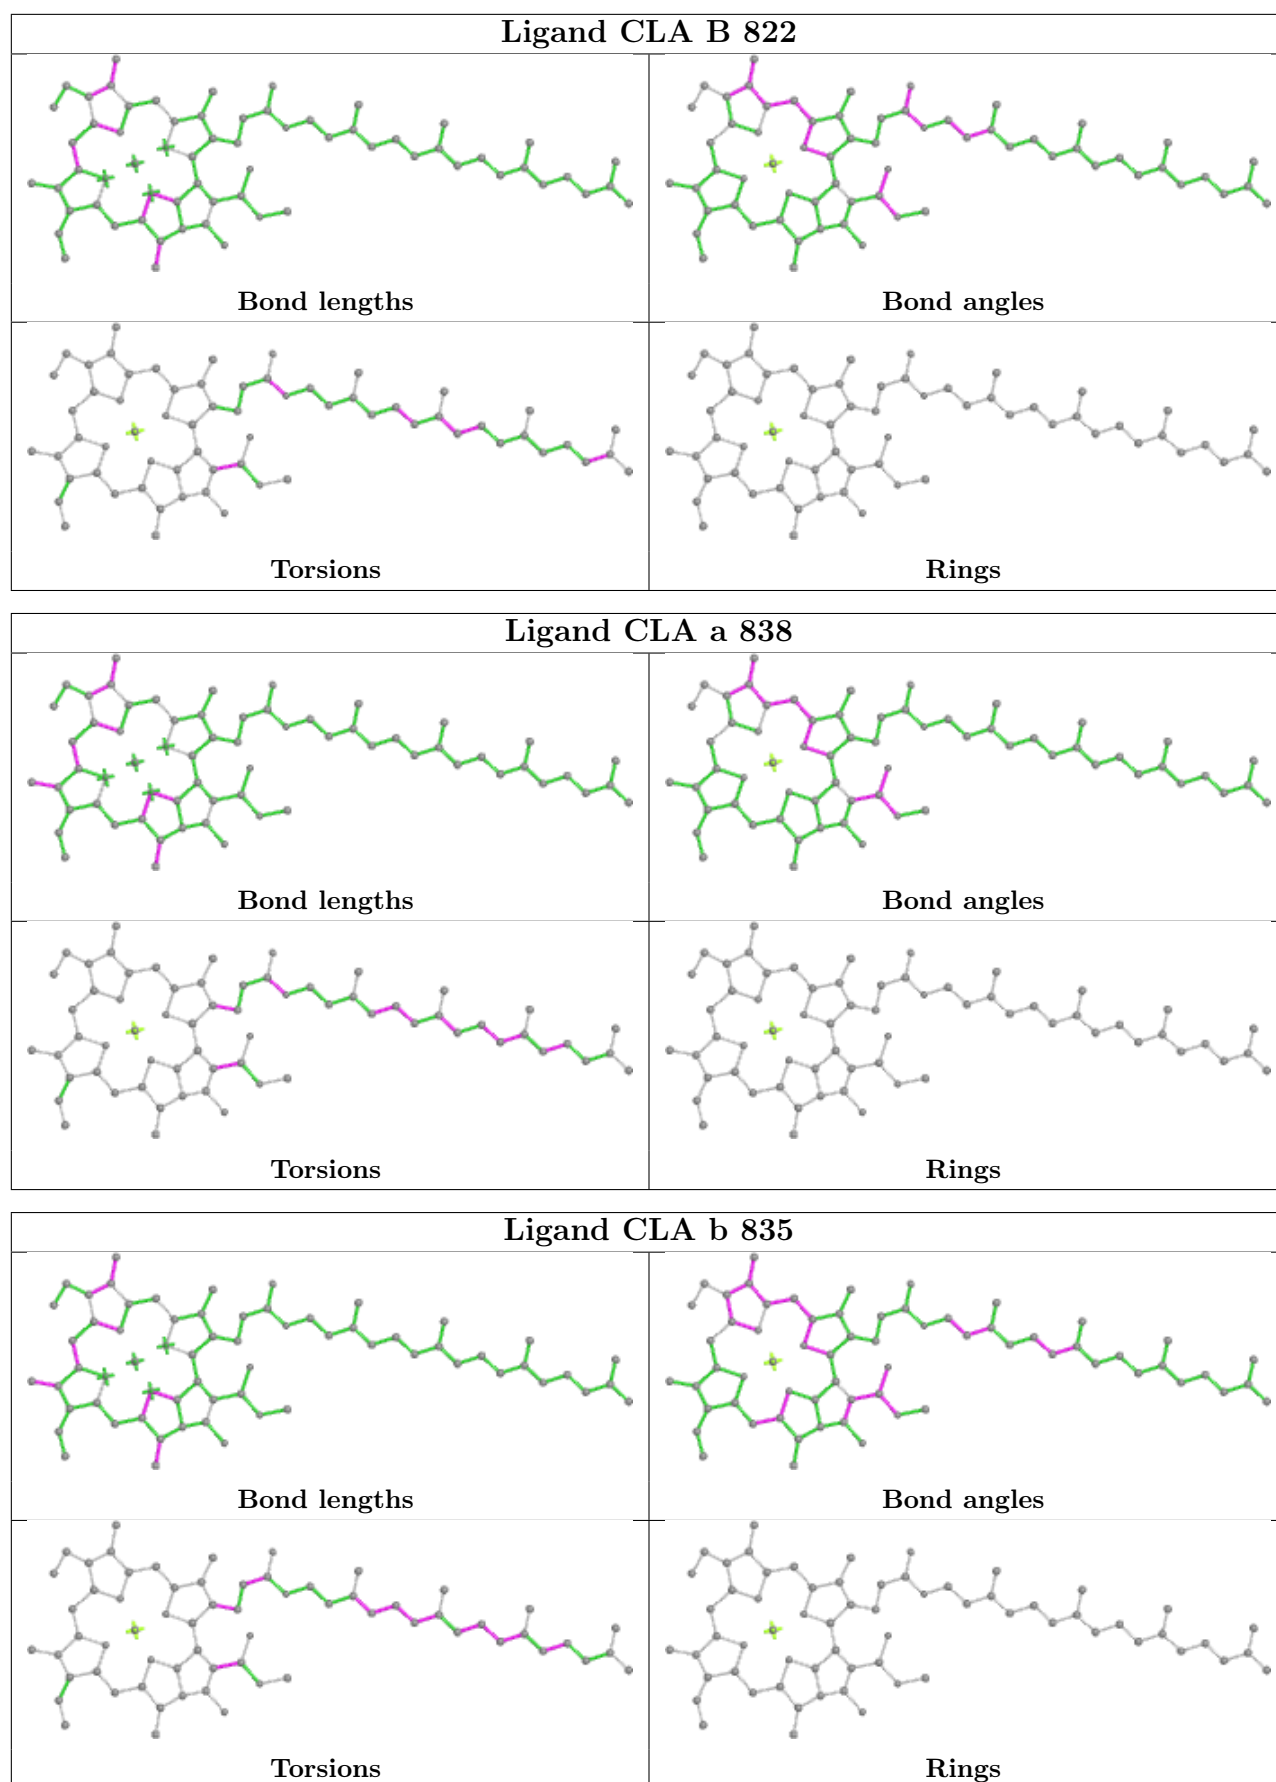 Ligand CLA B 822
Bond lengths
Bond angles
Torsions
Rings
Ligand CLA a 838
Bond lengths
Bond angles
Torsions
Rings
Ligand CLA b 835
Bond lengths
Bond angles
Torsions
Rings